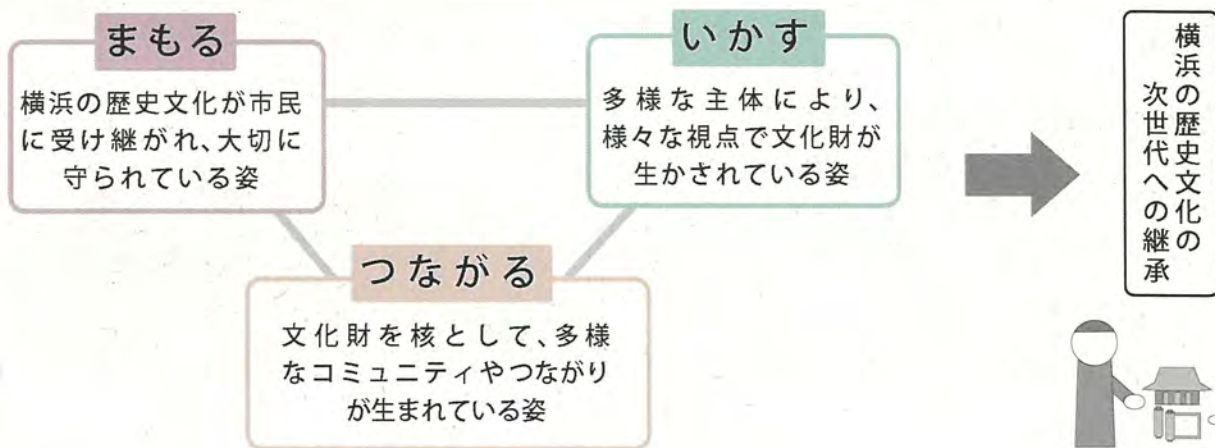 まもる
横浜の歴史文化が市民
に受け継がれ、大切に
守られている姿
いかす
多様な主体により、
様々な視点で文化財が
生かされている姿
つながる
文化財を核として、多様
なコミュニティやつながり
が生まれている姿
横浜の歴史文化の
次世代への継承